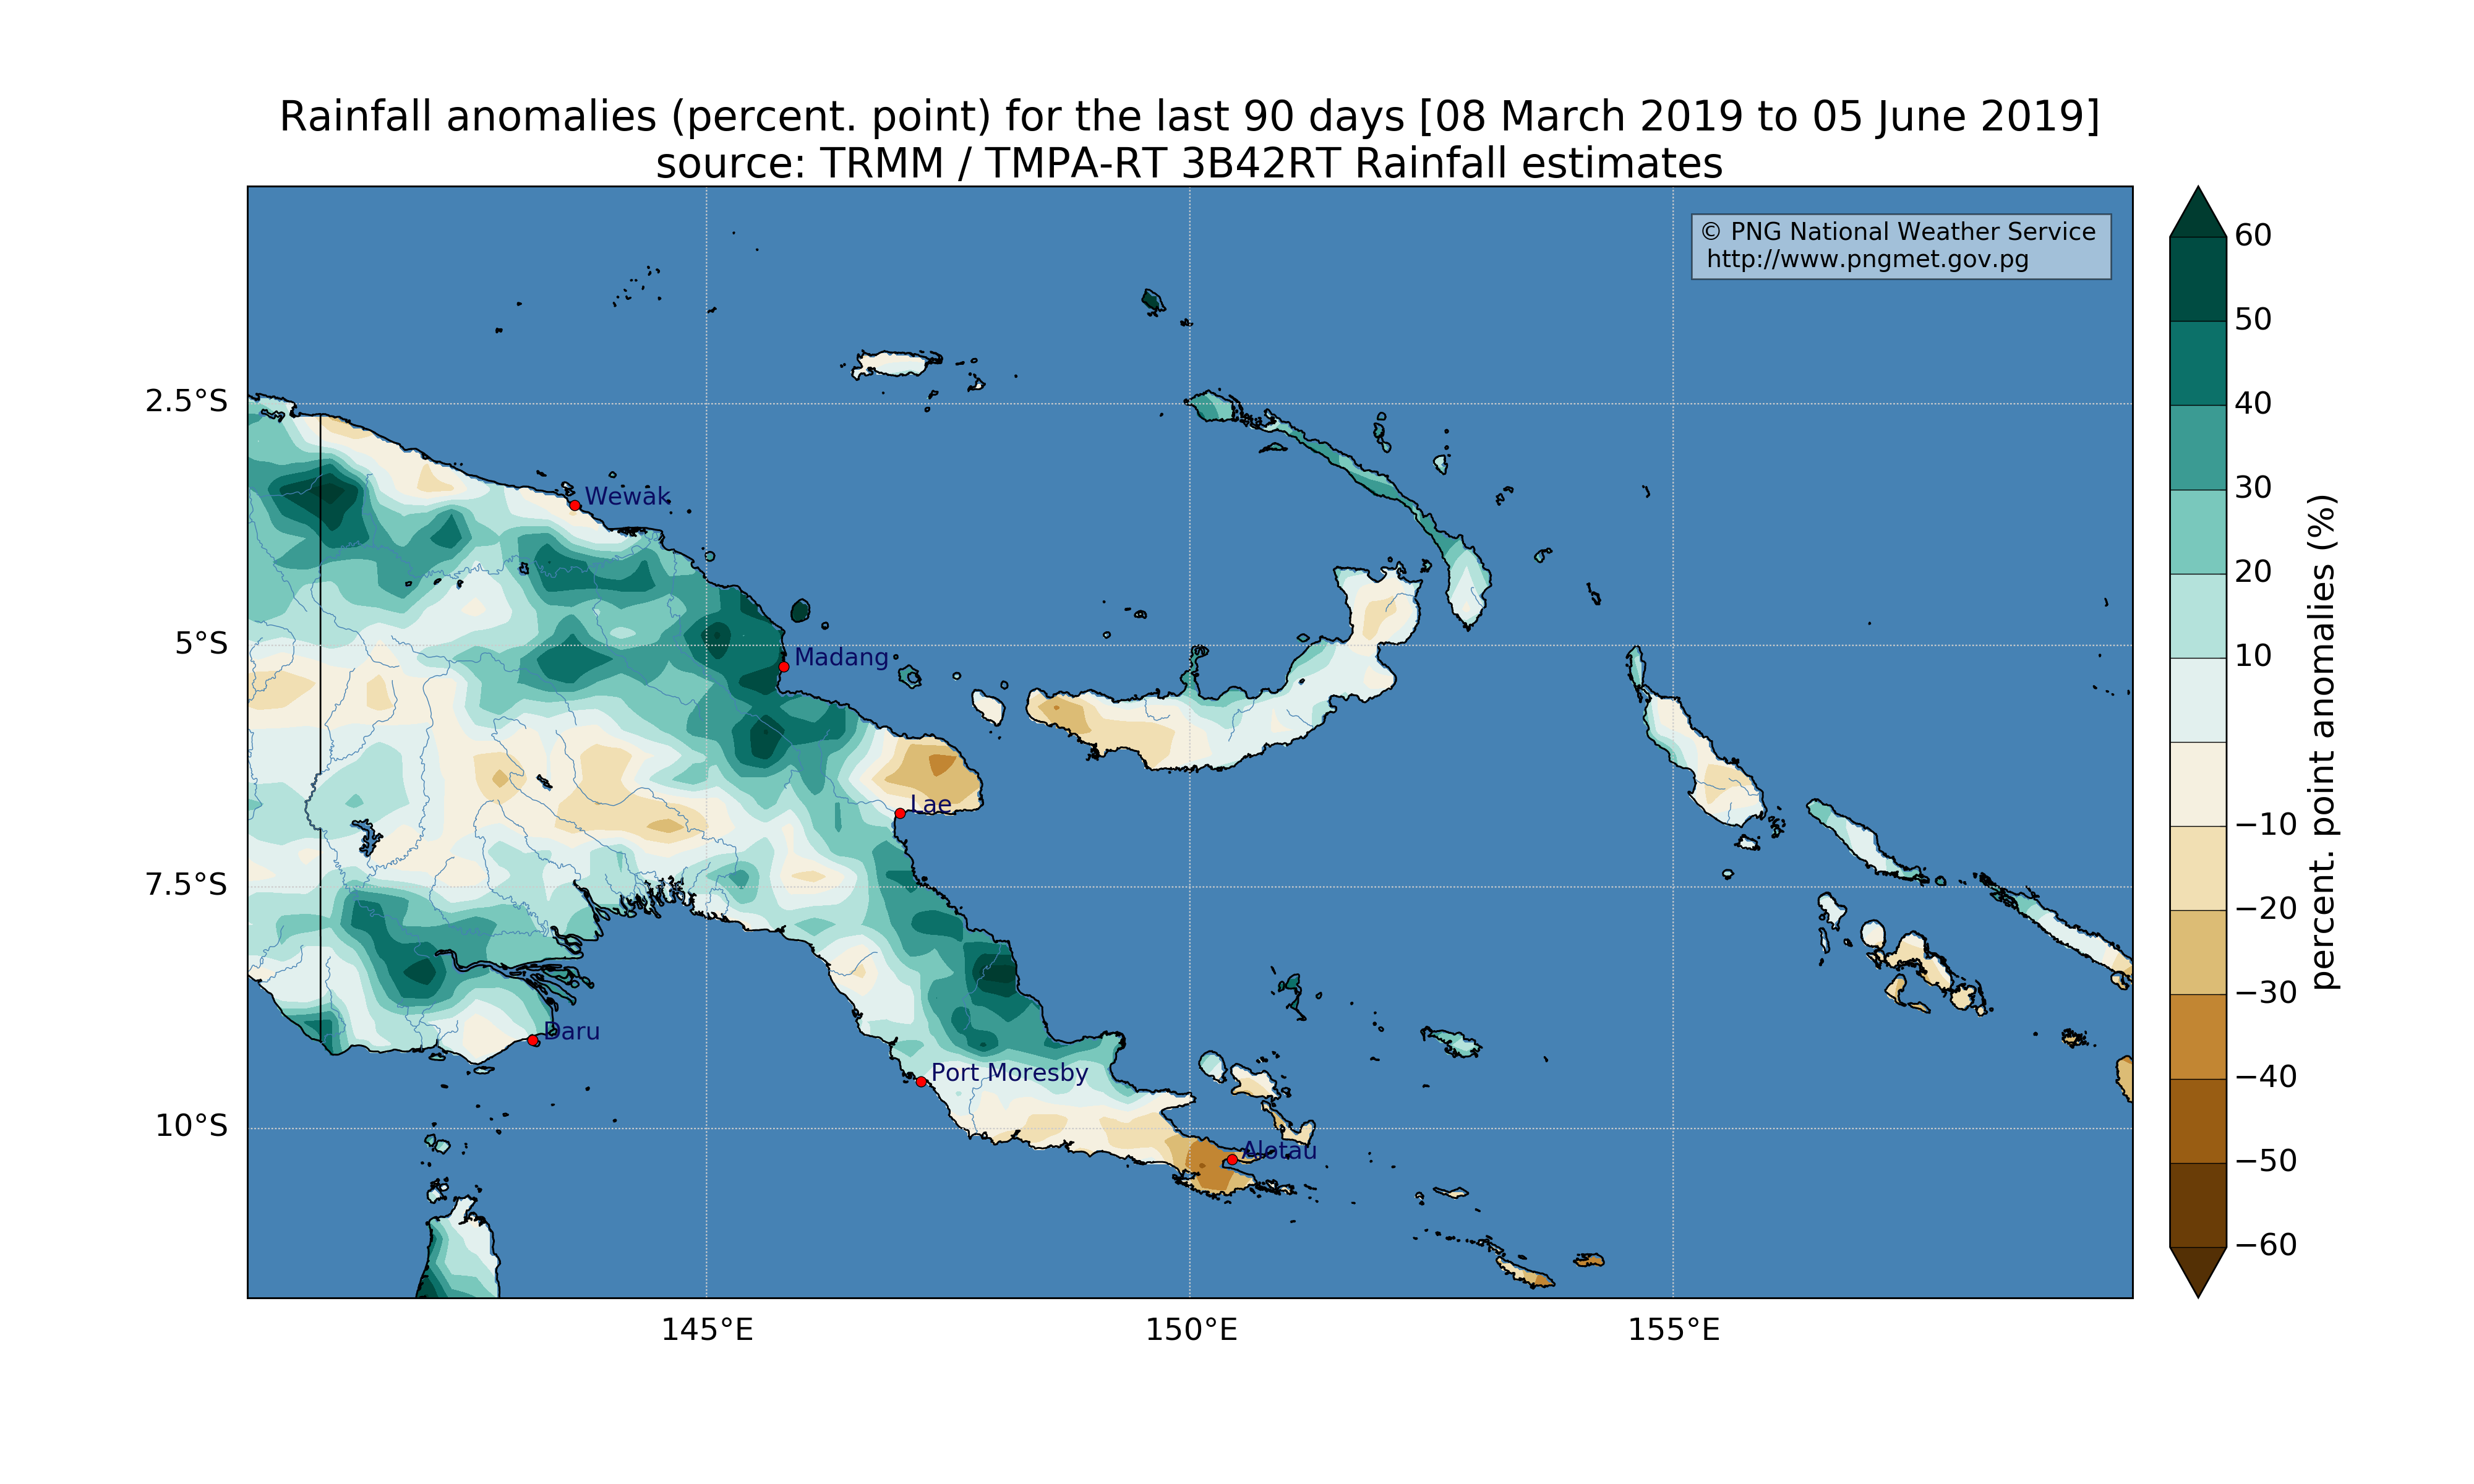 Rainfall anomalies (percent. point) for the last 90 days [08 March 2019 to 05 June 2019]
source: TRMM / TMPA-RT 3B42RT Rainfall estimates
© PNG National Weather Service
http://www.pngmet.gov.pg
60
50
40
30
20
10
−10
−20
−30
−40
−50
−60
percent. point anomalies (%)
2.5°S
5°S
7.5°S
10°S
Wewak
Madang
Lae
Daru
Port Moresby
Alotau
145°E
150°E
155°E